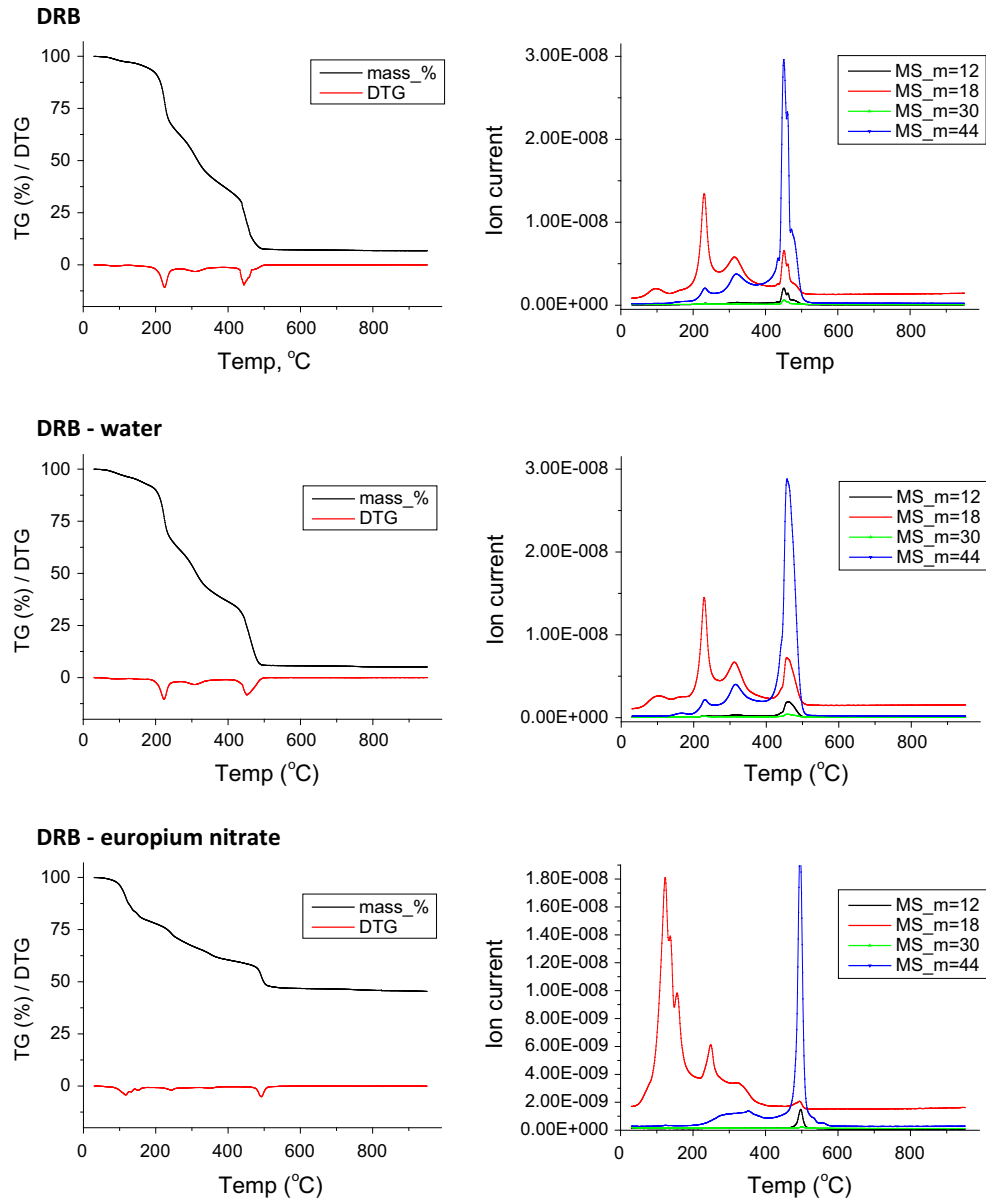 DRB
100
75
50
25
0
TG (%) / DTG
mass_%
DTG
0 200 400 600 800
Temp, °C
3.00E-008
2.00E-008
1.00E-008
0.00E+000
Ion current
MS_m=12
MS_m=18
MS_m=30
MS_m=44
0 200 400 600 800
Temp
DRB - water
100
75
50
25
0
TG (%) / DTG
mass_%
DTG
0 200 400 600 800
Temp (°C)
3.00E-008
2.00E-008
1.00E-008
0.00E+000
Ion current
MS_m=12
MS_m=18
MS_m=30
MS_m=44
0 200 400 600 800
Temp (°C)
DRB - europium nitrate
100
75
50
25
0
TG (%) / DTG
mass_%
DTG
0 200 400 600 800
Temp (°C)
1.80E-008
1.60E-008
1.40E-008
1.20E-008
1.00E-008
8.00E-009
6.00E-009
4.00E-009
2.00E-009
0.00E+000
Ion current
MS_m=12
MS_m=18
MS_m=30
MS_m=44
0 200 400 600 800
Temp (°C)